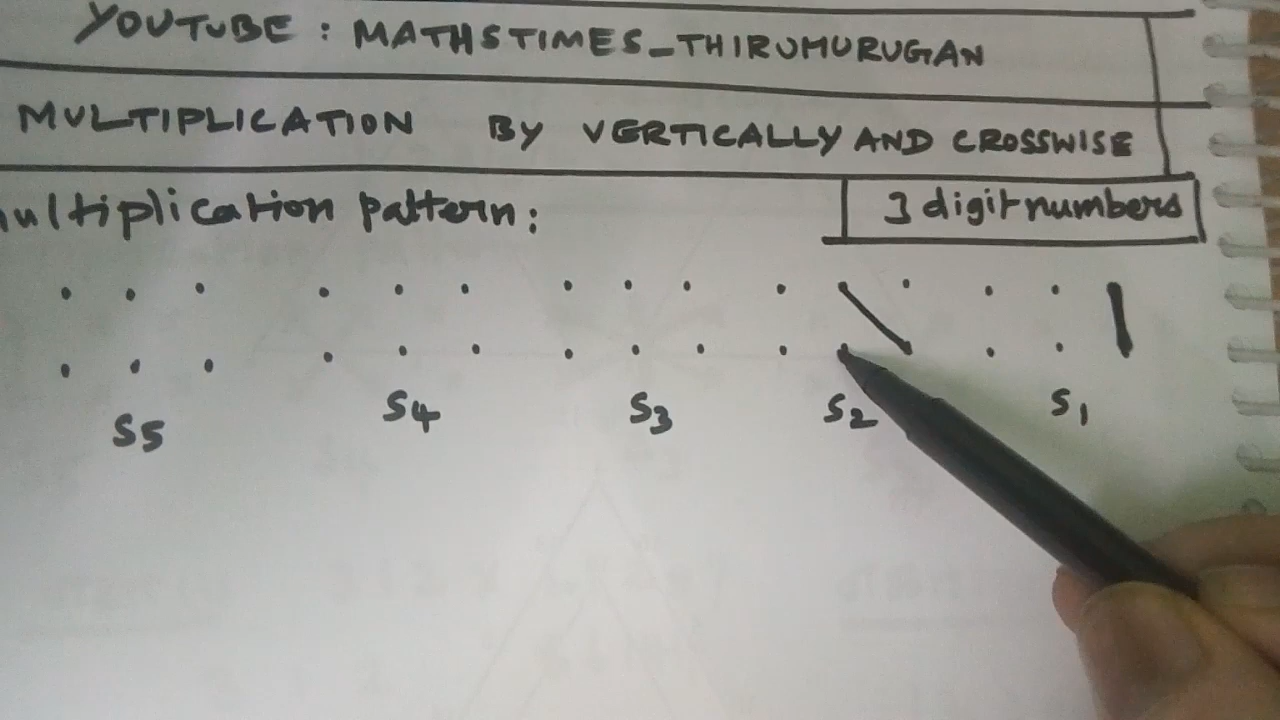 YOUTUBE : MATHSTIMES_THIRUMURUGAN
MULTIPLICATION BY VERTICALLY AND CROSSWISE
ultiplication pattern:
3 digit numbers
S5 S4 S3 S2 S1